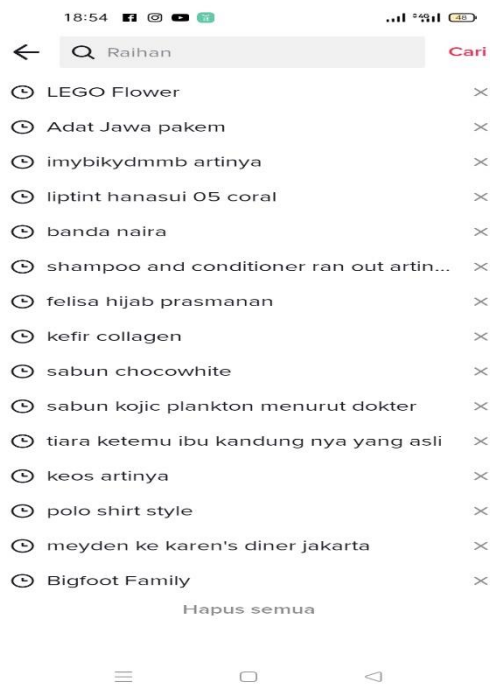 18:54
48
Raihan
Cari
LEGO Flower
Adat Jawa pakem
imybikydmmb artinya
liptint hanasui 05 coral
banda naira
shampoo and conditioner ran out artin...
felisa hijab prasmanan
kefir collagen
sabun chocowhite
sabun kojic plankton menurut dokter
tiara ketemu ibu kandung nya yang asli
keos artinya
polo shirt style
meyden ke karen's diner jakarta
Bigfoot Family
Hapus semua